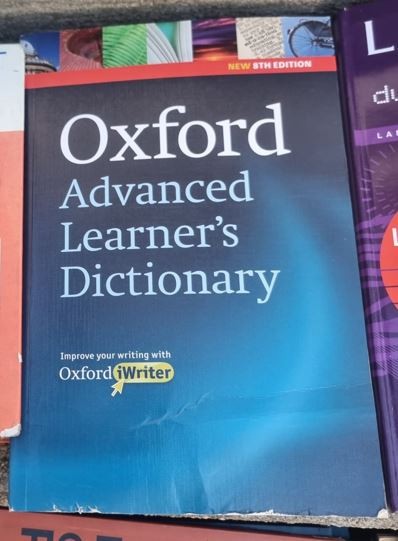 NEW 8TH EDITION
Oxford
Advanced
Learner's
Dictionary
Improve your writing with
Oxford iWriter
L